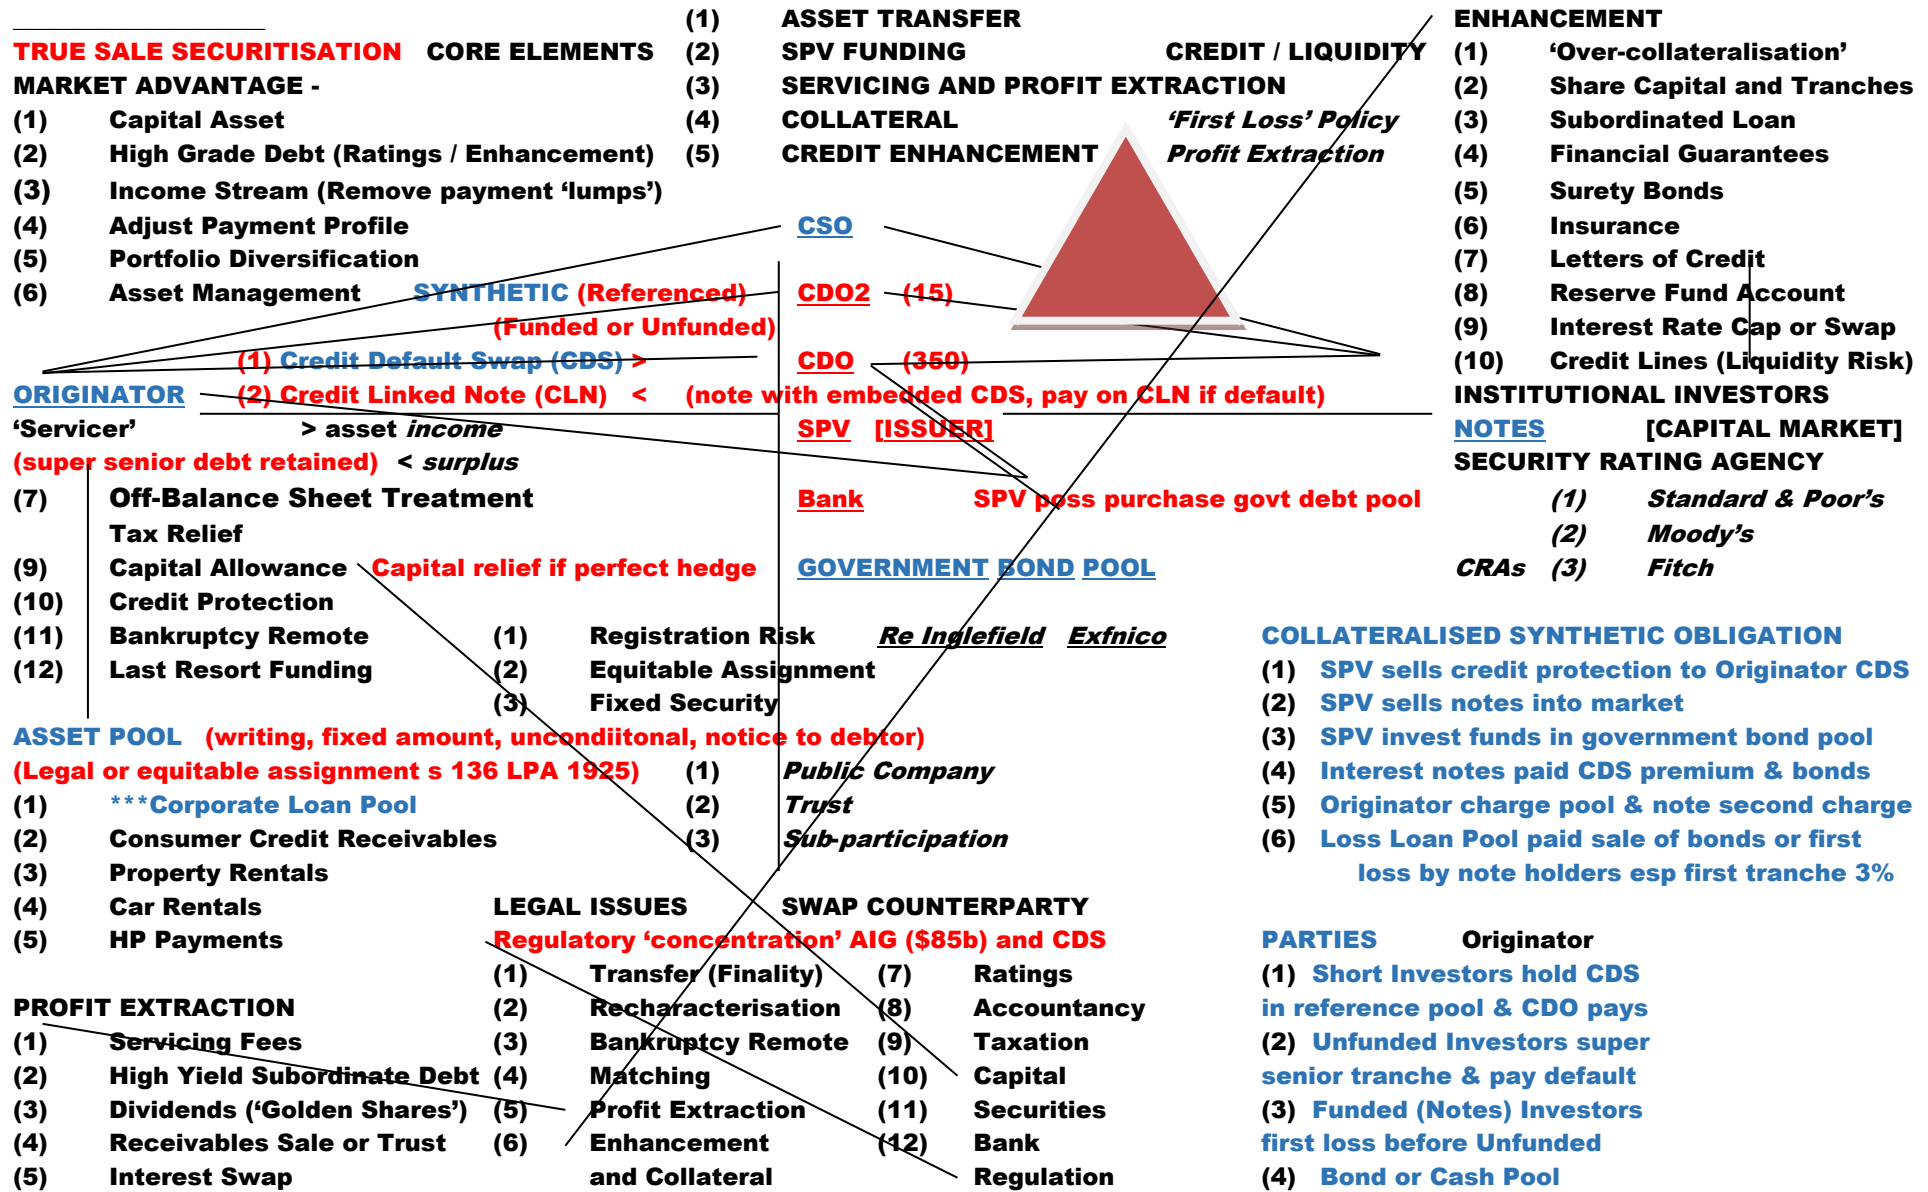 (1) ASSET TRANSFER ENHANCEMENT
TRUE SALE SECURITISATION CORE ELEMENTS (2) SPV FUNDING CREDIT / LIQUIDITY (1) ‘Over-collateralisation’
MARKET ADVANTAGE - (3) SERVICING AND PROFIT EXTRACTION (2) Share Capital and Tranches
(1) Capital Asset (4) COLLATERAL ‘First Loss’ Policy (3) Subordinated Loan
(2) High Grade Debt (Ratings / Enhancement) (5) CREDIT ENHANCEMENT Profit Extraction (4) Financial Guarantees
(3) Income Stream (Remove payment ‘lumps’) (5) Surety Bonds
(4) Adjust Payment Profile CSO (6) Insurance
(5) Portfolio Diversification (7) Letters of Credit
(6) Asset Management SYNTHETIC (Referenced) CDO2 (15) (8) Reserve Fund Account
(Funded or Unfunded) (9) Interest Rate Cap or Swap
(1) Credit Default Swap (CDS) > CDO (350) (10) Credit Lines (Liquidity Risk)
ORIGINATOR (2) Credit Linked Note (CLN) < (note with embedded CDS, pay on CLN if default) INSTITUTIONAL INVESTORS
‘Servicer’ > asset income SPV [ISSUER] NOTES [CAPITAL MARKET]
(super senior debt retained) < surplus SECURITY RATING AGENCY
(7) Off-Balance Sheet Treatment Bank SPV poss purchase govt debt pool (1) Standard & Poor’s
Tax Relief (2) Moody’s
(9) Capital Allowance Capital relief if perfect hedge GOVERNMENT BOND POOL CRAs (3) Fitch
(10) Credit Protection
(11) Bankruptcy Remote (1) Registration Risk Re Inglefield Exfnico COLLATERALISED SYNTHETIC OBLIGATION
(12) Last Resort Funding (2) Equitable Assignment (1) SPV sells credit protection to Originator CDS
(3) Fixed Security (2) SPV sells notes into market
ASSET POOL (writing, fixed amount, uncondiitonal, notice to debtor) (3) SPV invest funds in government bond pool
(Legal or equitable assignment s 136 LPA 1925) (1) Public Company (4) Interest notes paid CDS premium & bonds
(1) ***Corporate Loan Pool (2) Trust (5) Originator charge pool & note second charge
(2) Consumer Credit Receivables (3) Sub-participation (6) Loss Loan Pool paid sale of bonds or first
(3) Property Rentals loss by note holders esp first tranche 3%
(4) Car Rentals LEGAL ISSUES SWAP COUNTERPARTY
(5) HP Payments Regulatory ‘concentration’ AIG ($85b) and CDS PARTIES Originator
(1) Transfer (Finality) (7) Ratings (1) Short Investors hold CDS
PROFIT EXTRACTION (2) Recharacterisation (8) Accountancy in reference pool & CDO pays
(1) Servicing Fees (3) Bankruptcy Remote (9) Taxation (2) Unfunded Investors super
(2) High Yield Subordinate Debt (4) Matching (10) Capital senior tranche & pay default
(3) Dividends (‘Golden Shares’) (5) Profit Extraction (11) Securities (3) Funded (Notes) Investors
(4) Receivables Sale or Trust (6) Enhancement (12) Bank first loss before Unfunded
(5) Interest Swap and Collateral Regulation (4) Bond or Cash Pool